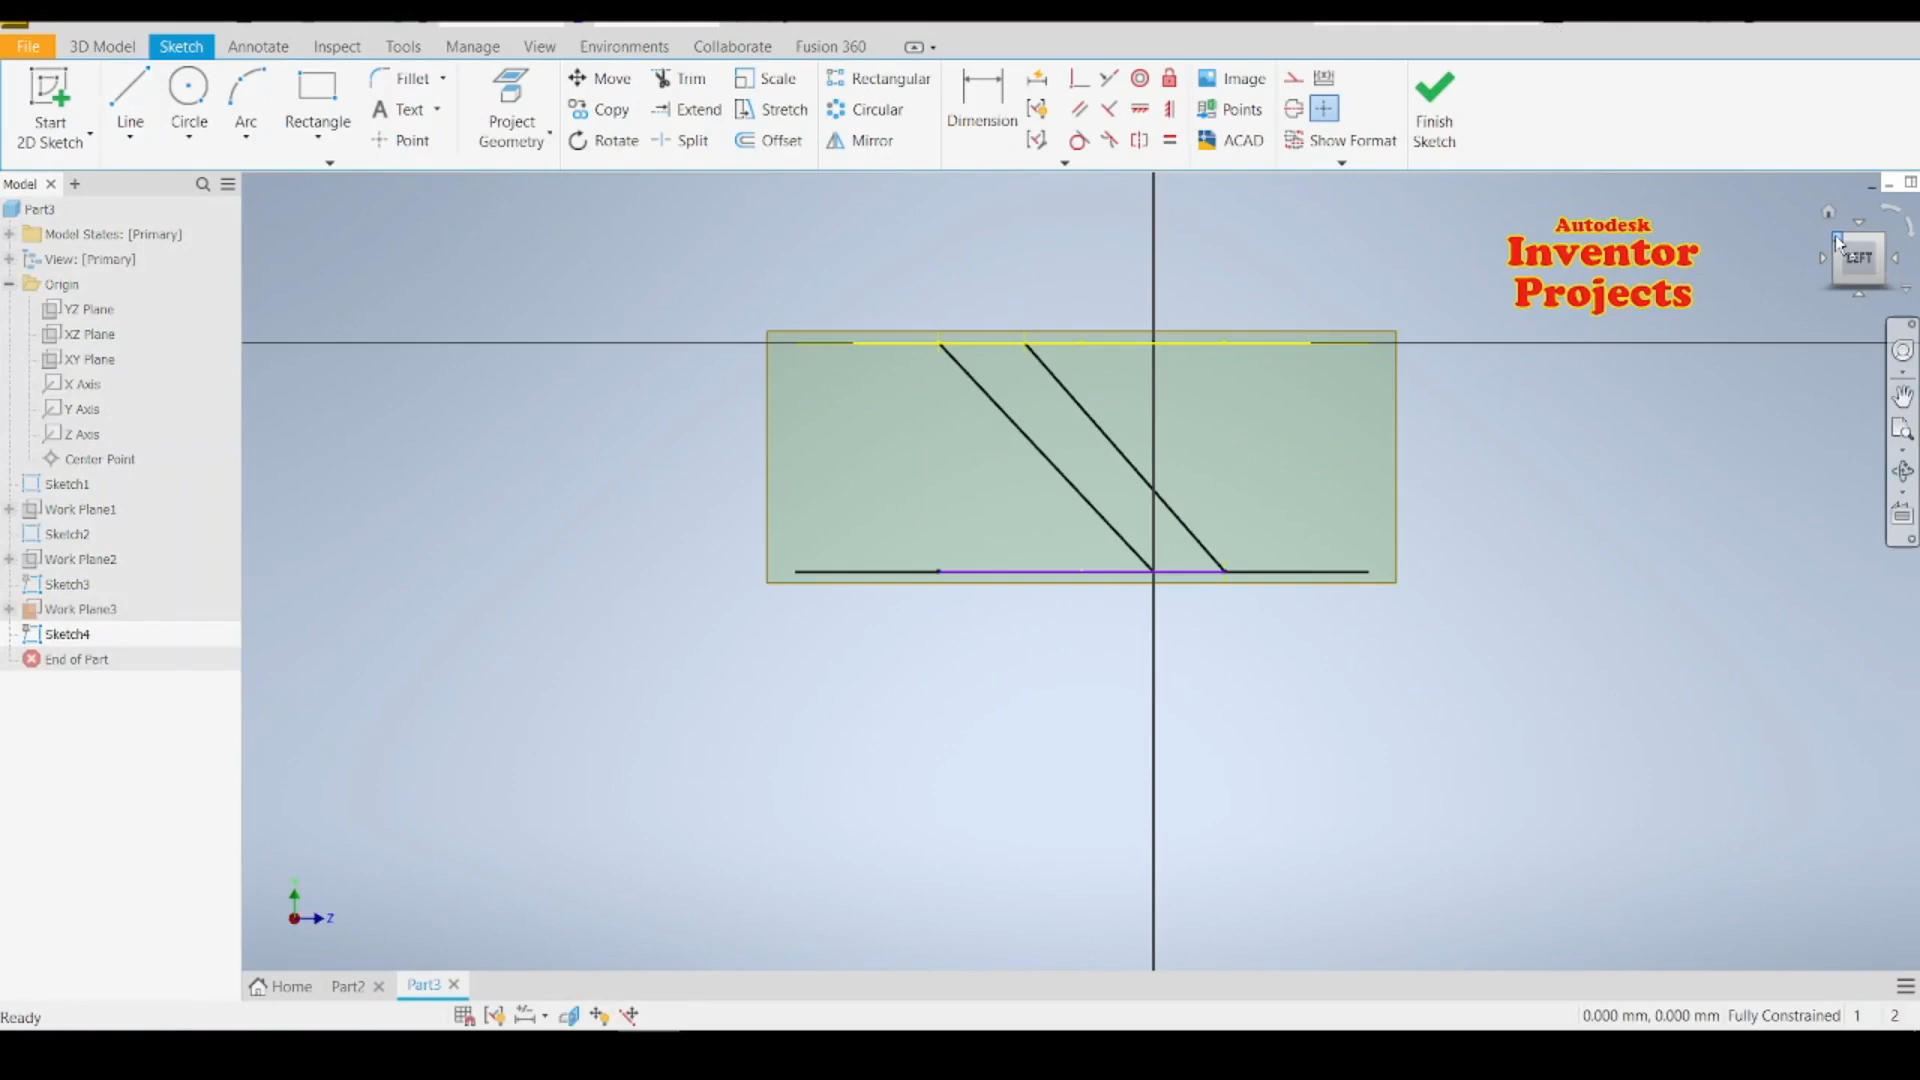 File 3D Model Sketch Annotate Inspect Tools Manage View Environments Collaborate Fusion 360
Start 2D Sketch
Line
Circle
Arc
Rectangle
Fillet
Text
Point
Project Geometry
Move
Copy
Rotate
Trim
Extend
Split
Scale
Stretch
Offset
Rectangular
Circular
Mirror
Dimension
Image
Points
ACAD
Show Format
Finish Sketch
Model
Part3
Model States: [Primary]
View: [Primary]
Origin
YZ Plane
XZ Plane
XY Plane
X Axis
Y Axis
Z Axis
Center Point
Sketch1
Work Plane1
Sketch2
Work Plane2
Sketch3
Work Plane3
Sketch4
End of Part
Autodesk
Inventor
Projects
LEFT
Z
Home Part2 Part3
Ready
0.000 mm, 0.000 mm Fully Constrained 1 2